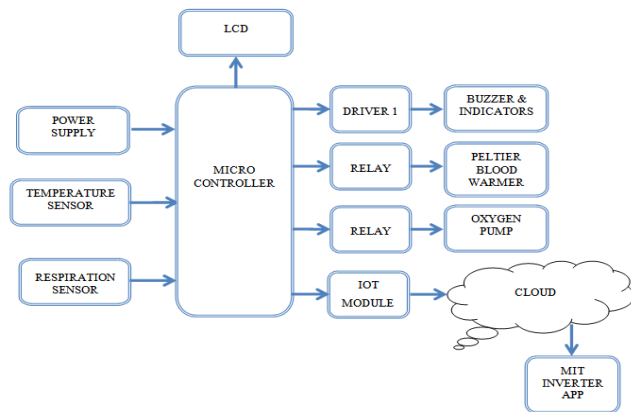 LCD
POWER
SUPPLY
TEMPERATURE
SENSOR
RESPIRATION
SENSOR
MICRO
CONTROLLER
DRIVER 1
BUZZER &
INDICATORS
RELAY
PELTIER
BLOOD
WARMER
RELAY
OXYGEN
PUMP
IOT
MODULE
CLOUD
MIT
INVERTER
APP